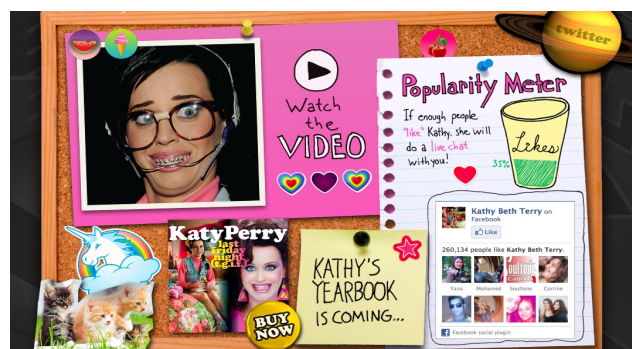 twitter
Watch
the
VIDEO
Popularity Meter
If enough people
"like" Kathy, she will
do a live chat
with you!
Likes
35%
KatyPerry
last
friday
night
(t.g.i.f.)
BUY
NOW
KATHY'S
YEARBOOK
IS COMING...
Kathy Beth Terry on
Facebook
Like
260,134 people like Kathy Beth Terry.
Soultone
Yana Mohamed Soultone Corrine
Facebook social plugin